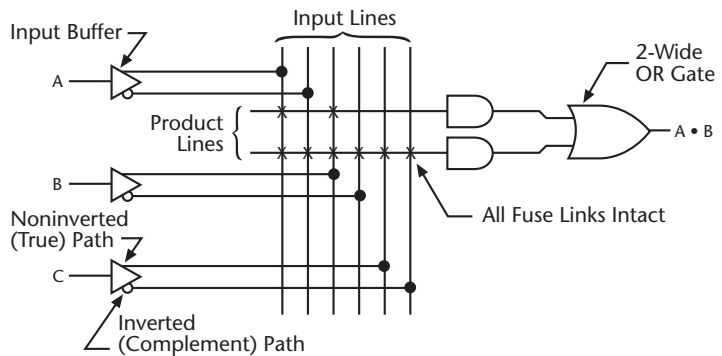 Input Lines
Input Buffer
2-Wide
OR Gate
A
Product
Lines
A • B
B
All Fuse Links Intact
Noninverted
(True) Path
C
Inverted
(Complement) Path